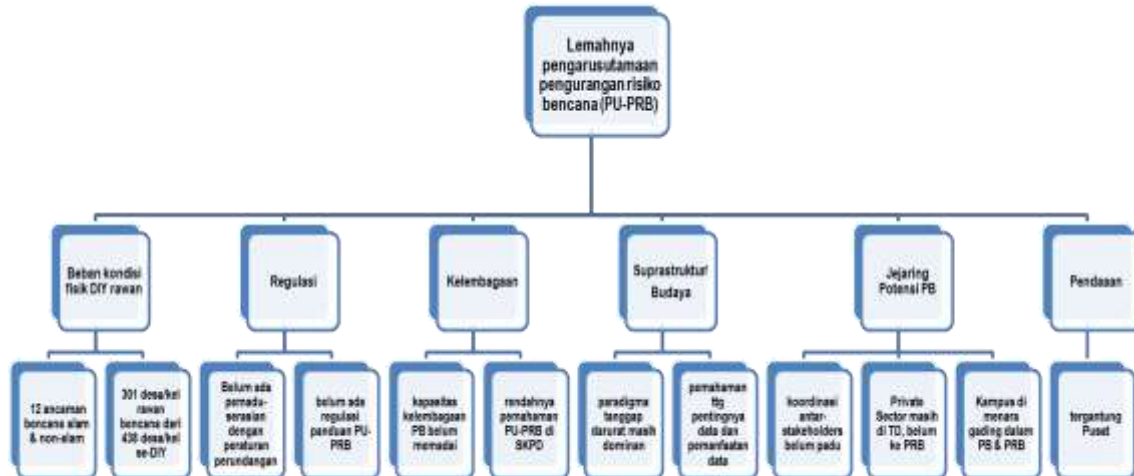 Lemahnya
pengarusutamaan
pengurangan risiko
bencana (PU-PRB)
Beban kondisi
fisik DIY rawan
Regulasi
Kelembagaan
Suprastruktur/
Budaya
Jejaring
Potensi PB
Pendaaan
12 ancaman
bencana alam
& non-alam
301 desa/kel
rawan
bencana dari
438 desa/kel
se-DIY
Belum ada
pemadu-
serasian
dengan
peraturan
perundangan
belum ada
regulasi
panduan PU-
PRB
kapasitas
kelembagaan
PB belum
memadai
rendahnya
pemahaman
PU-PRB di
SKPD
paradigma
tanggap
darurat masih
dominan
pemahaman
ttg
pentingnya
data dan
pemanfaatan
data
koordinasi
antar-
stakeholders
belum padu
Private
Sector masih
di TD, belum
ke PRB
Kampus di
menara
gading dalam
PB & PRB
tergantung
Pusat